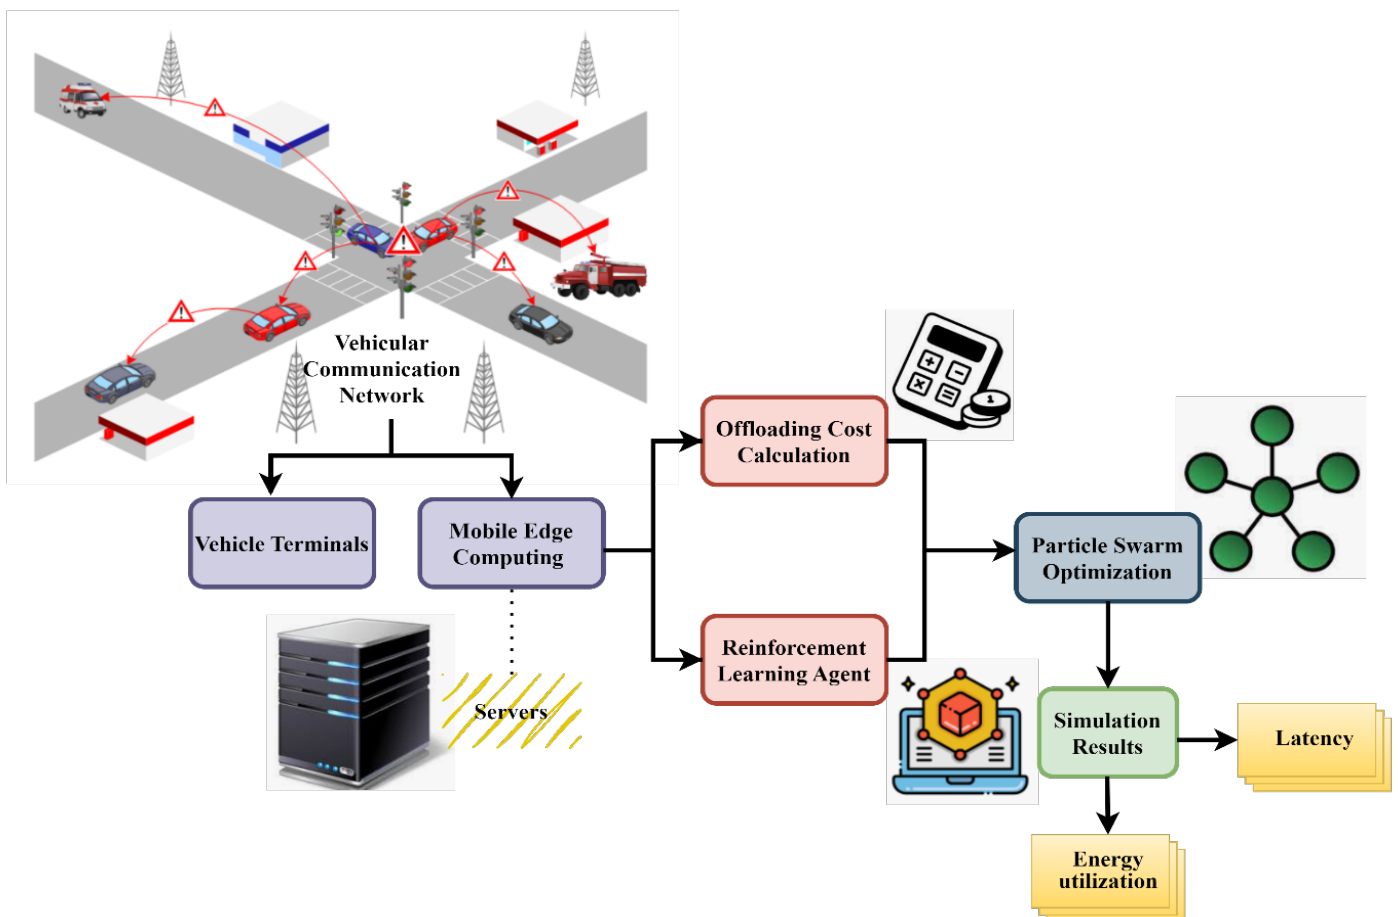 Vehicular
Communication
Network
Vehicle Terminals
Mobile Edge
Computing
Servers
Offloading Cost
Calculation
1
Reinforcement
Learning Agent
Particle Swarm
Optimization
Simulation
Results
Latency
Energy
utilization